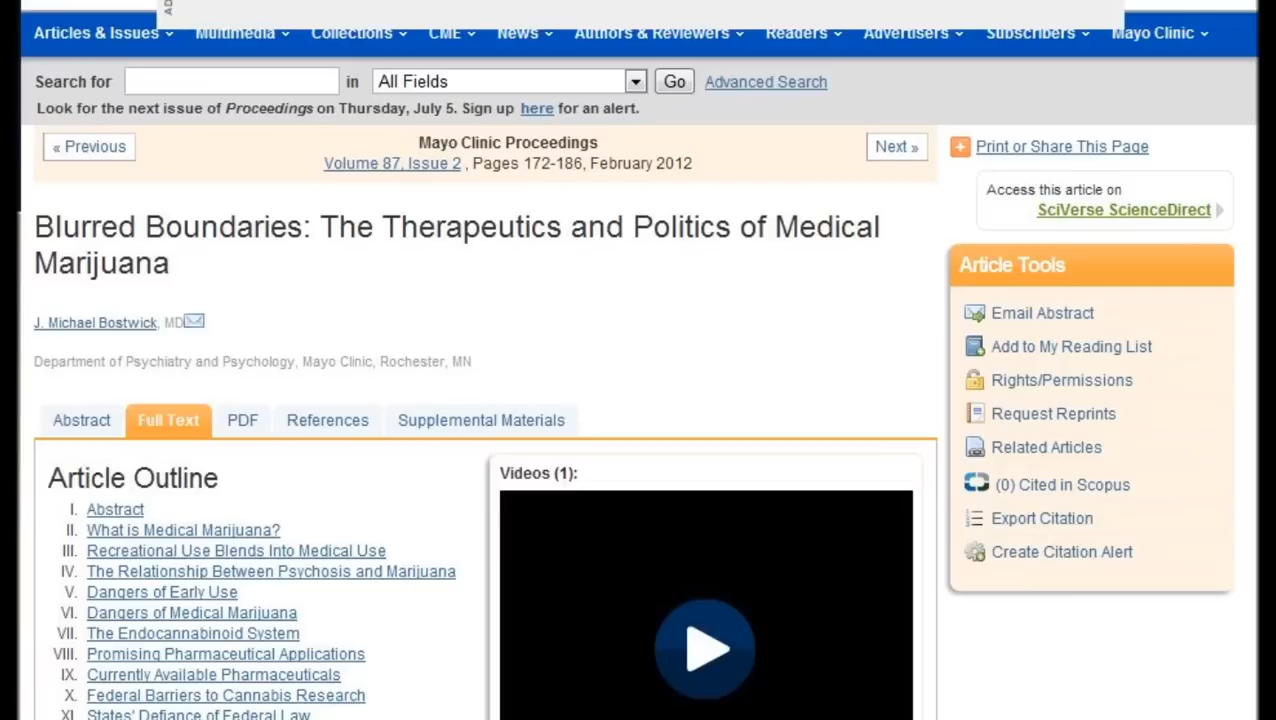 AD
Articles & Issues Multimedia Collections CME News Authors & Reviewers Readers Advertisers Subscribers Mayo Clinic
Search for in All Fields Go Advanced Search
Look for the next issue of Proceedings on Thursday, July 5. Sign up here for an alert.
« Previous
Mayo Clinic Proceedings
Volume 87, Issue 2 , Pages 172-186, February 2012
Next »
Blurred Boundaries: The Therapeutics and Politics of Medical
Marijuana
J. Michael Bostwick, MD
Department of Psychiatry and Psychology, Mayo Clinic, Rochester, MN
Abstract Full Text PDF References Supplemental Materials
Article Outline
I. Abstract
II. What is Medical Marijuana?
III. Recreational Use Blends Into Medical Use
IV. The Relationship Between Psychosis and Marijuana
V. Dangers of Early Use
VI. Dangers of Medical Marijuana
VII. The Endocannabinoid System
VIII. Promising Pharmaceutical Applications
IX. Currently Available Pharmaceuticals
X. Federal Barriers to Cannabis Research
XI. States' Defiance of Federal Law
Videos (1):
Print or Share This Page
Access this article on
SciVerse ScienceDirect
Article Tools
Email Abstract
Add to My Reading List
Rights/Permissions
Request Reprints
Related Articles
(0) Cited in Scopus
Export Citation
Create Citation Alert